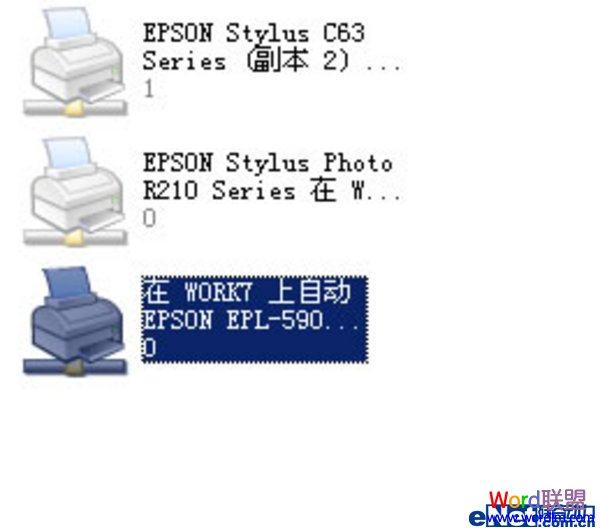 EPSON Stylus C63
Series (副本 2) ...
1
EPSON Stylus Photo
R210 Series 在 W...
0
在 WORK7 上自动
EPSON EPL-590...
0
Word联盟